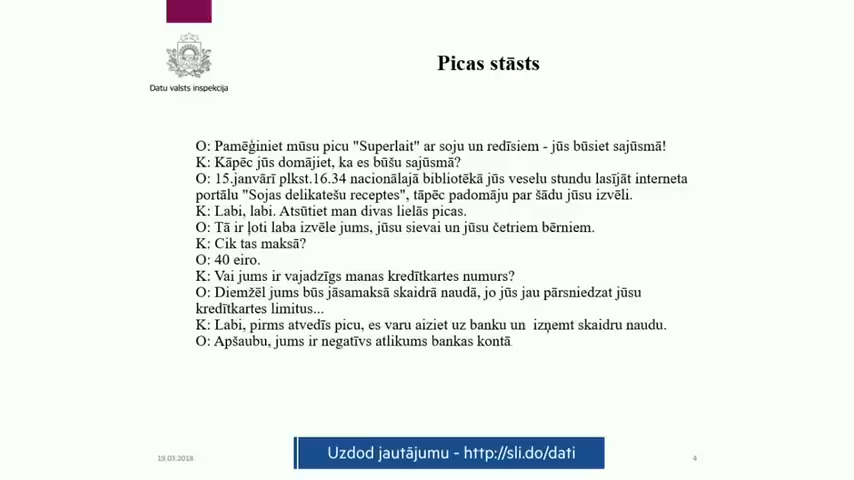 Datu valsts inspekcija
Picas stāsts
O: Pamēģiniet mūsu picu "Superlait" ar soju un redīsiem - jūs būsiet sajūsmā!
K: Kāpēc jūs domājiet, ka es būšu sajūsmā?
O: 15.janvārī plkst.16.34 nacionālajā bibliotēkā jūs veselu stundu lasījāt interneta
portālu "Sojas delikatešu receptes", tāpēc padomāju par šādu jūsu izvēli.
K: Labi, labi. Atsūtiet man divas lielās picas.
O: Tā ir ļoti laba izvēle jums, jūsu sievai un jūsu četriem bērniem.
K: Cik tas maksā?
O: 40 eiro.
K: Vai jums ir vajadzīgs manas kredītkartes numurs?
O: Diemžēl jums būs jāsamaksā skaidrā naudā, jo jūs jau pārsniedzat jūsu
kredītkartes limitus...
K: Labi, pirms atvedīs picu, es varu aiziet uz banku un izņemt skaidru naudu.
O: Apšaubu, jums ir negatīvs atlikums bankas kontā
19.03.2018
Uzdod jautājumu - http://sli.do/dati
4